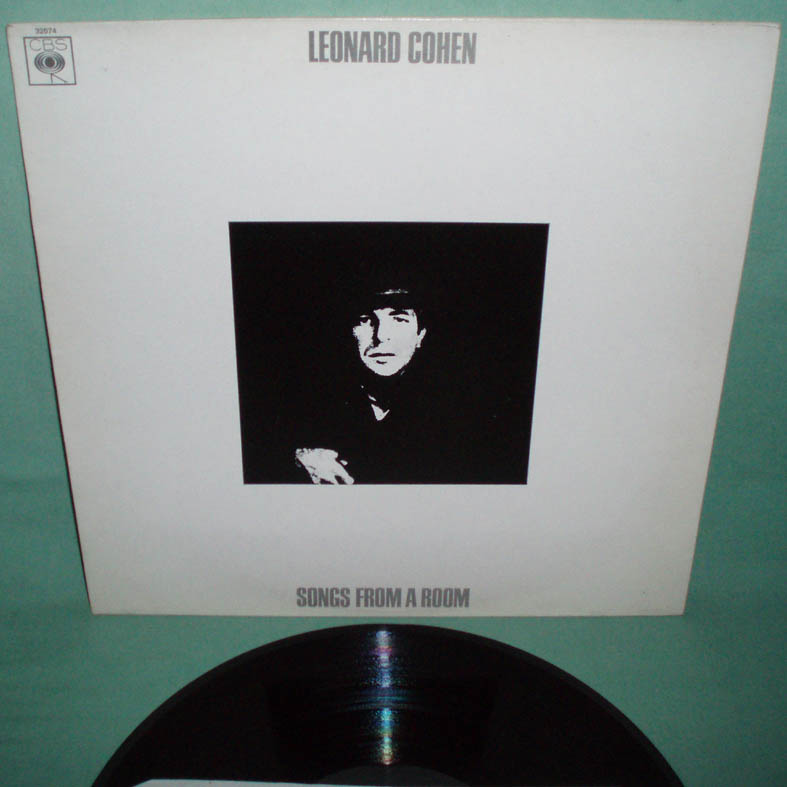 32074
CBS
LEONARD COHEN
SONGS FROM A ROOM